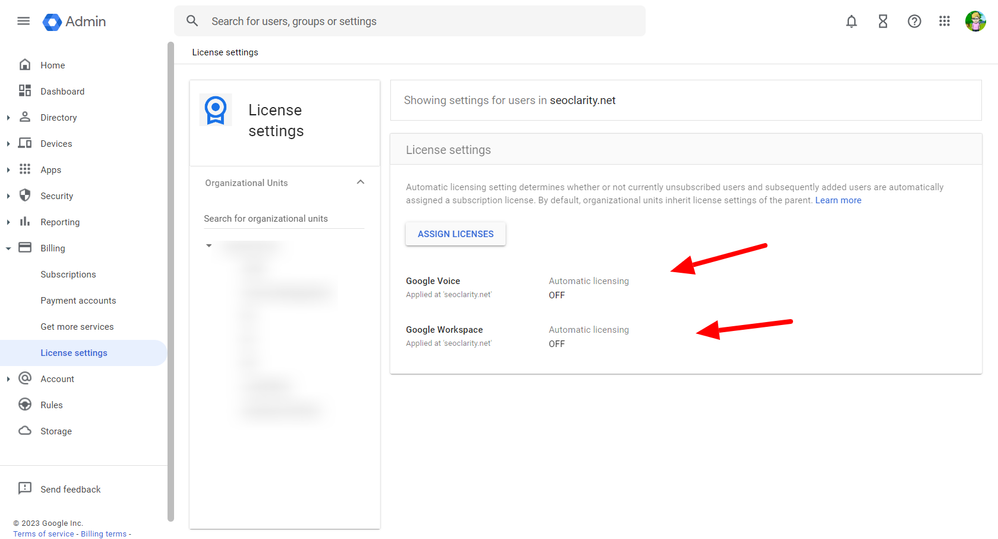 Admin
Search for users, groups or settings
Home
Dashboard
Directory
Devices
Apps
Security
Reporting
Billing
Subscriptions
Payment accounts
Get more services
License settings
Account
Rules
Storage
Send feedback
© 2023 Google Inc.
Terms of service - Billing terms -
License settings
License
settings
Organizational Units
Search for organizational units
Showing settings for users in seoclarity.net
License settings
Automatic licensing setting determines whether or not currently unsubscribed users and subsequently added users are automatically
assigned a subscription license. By default, organizational units inherit license settings of the parent. Learn more
ASSIGN LICENSES
Google Voice
Applied at 'seoclarity.net'
Automatic licensing
OFF
Google Workspace
Applied at 'seoclarity.net'
Automatic licensing
OFF